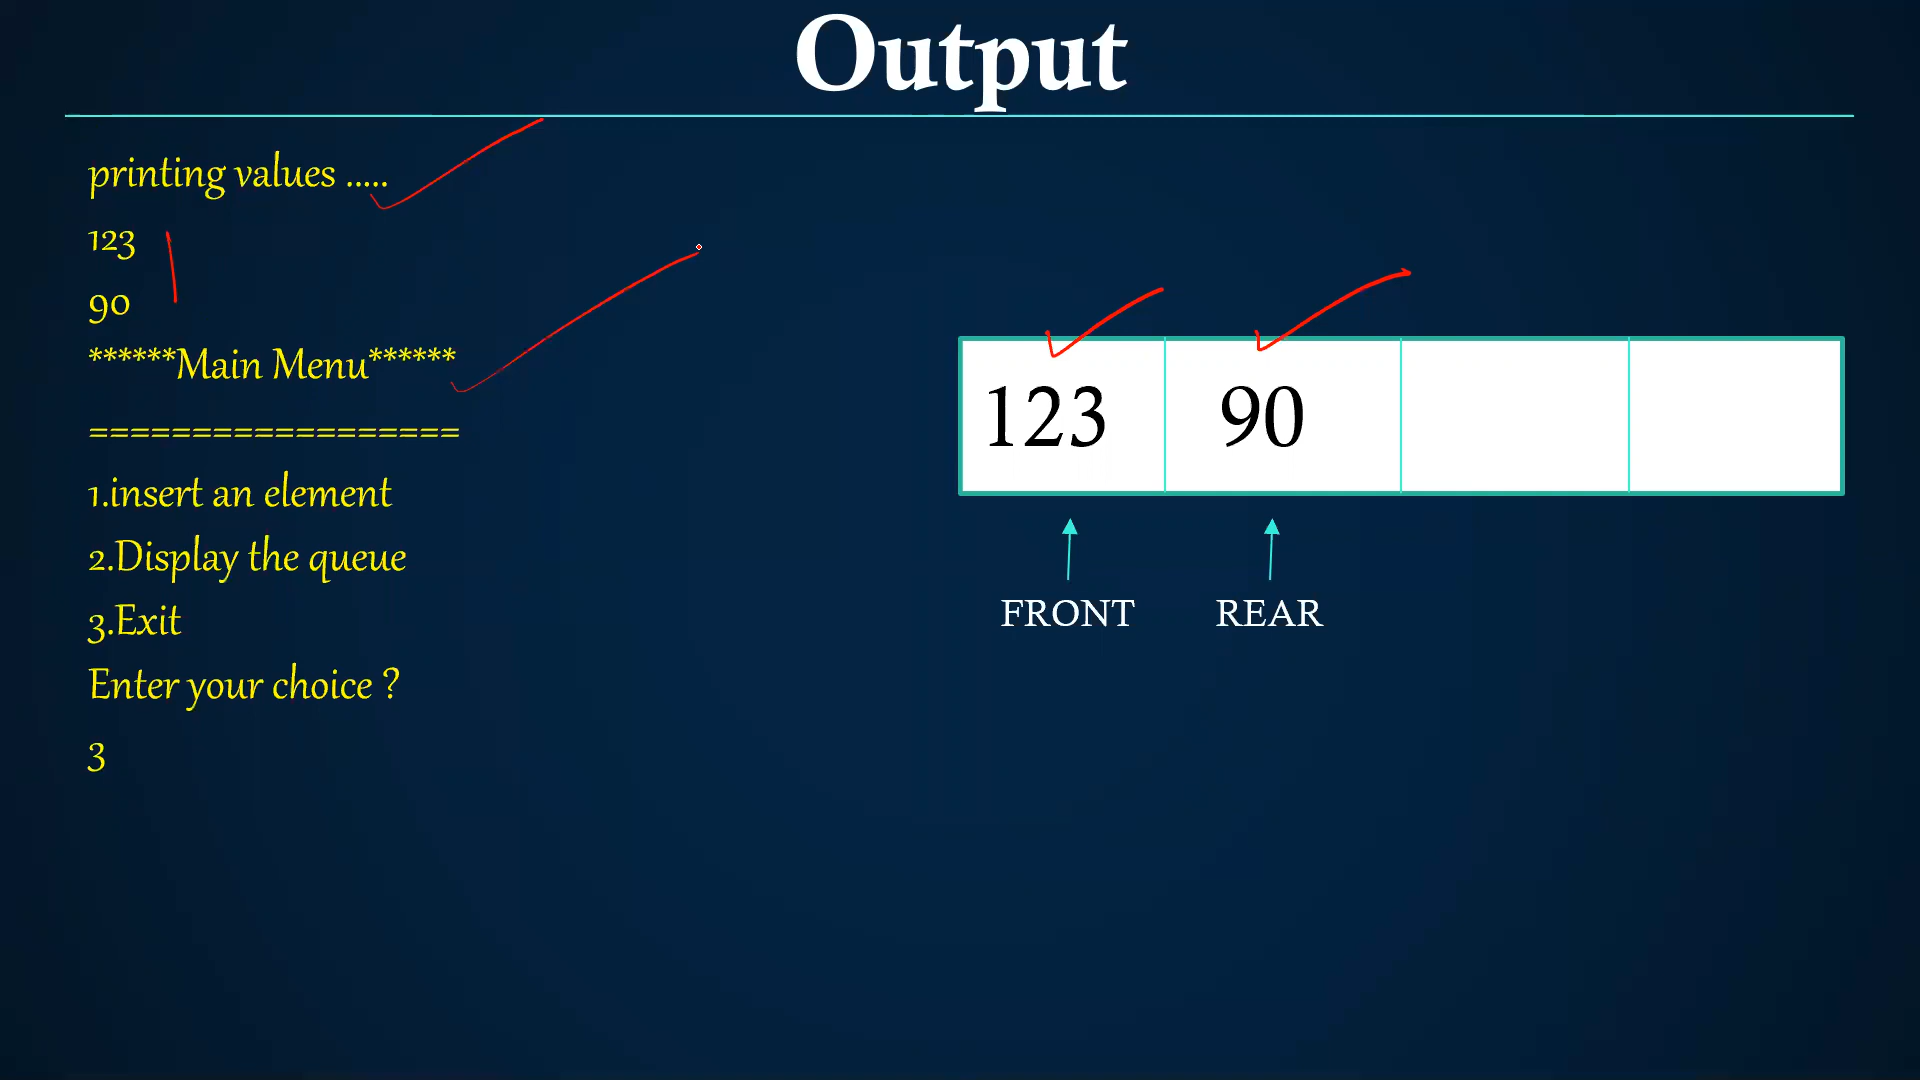 Output
printing values .....
123
90
******Main Menu******
==================
1.insert an element
2.Display the queue
3.Exit
Enter your choice ?
3
123 90
FRONT REAR